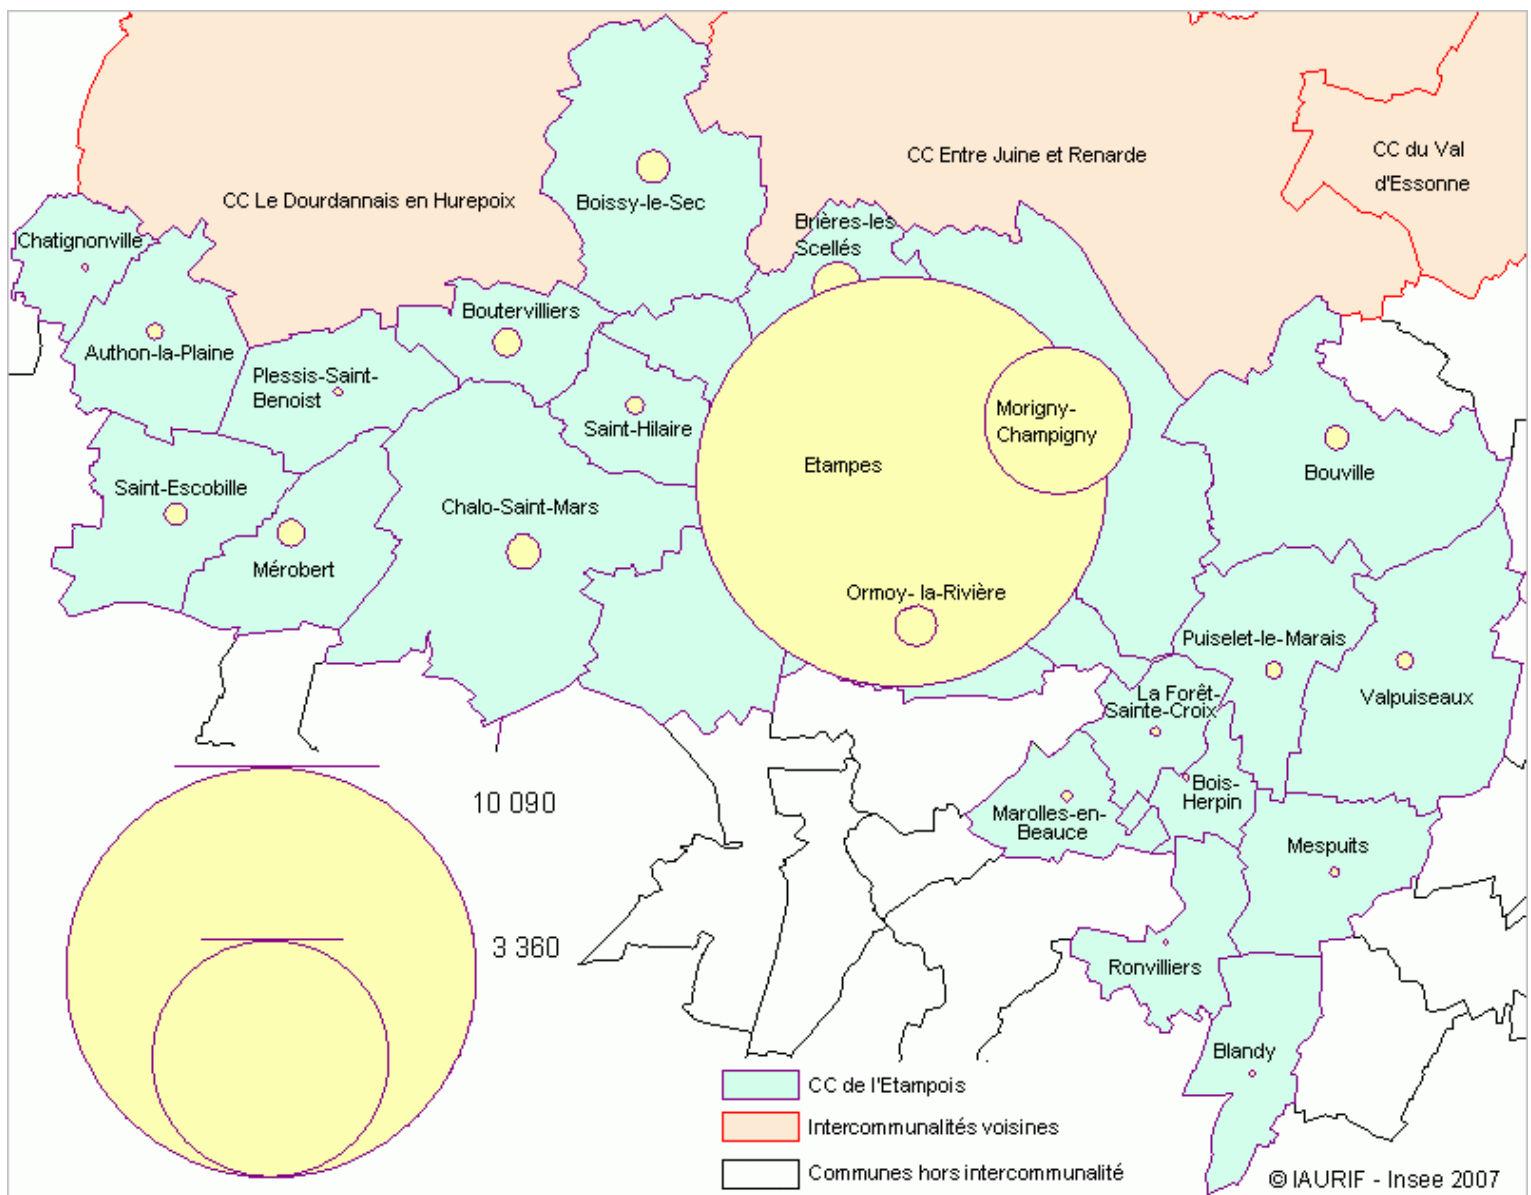 CC Entre Juine et Renarde
CC du Val
d'Essonne
CC Le Dourdannais en Hurepoix
Boissy-le-Sec
Brières-les
Scellés
Chatignonville
Boutervilliers
Authon-la-Plaine
Plessis-Saint-
Benoist
Saint-Hilaire
Morigny-
Champigny
Etampes
Bouville
Saint-Escobille
Chalo-Saint-Mars
Mérobert
Ormoy- la-Rivière
Puiselet-le-Marais
La Forêt-
Sainte-Croix
Valpuiseaux
Bois-
Herpin
Marolles-en-
Beauce
Mespuits
Ronvilliers
Blandy
10 090
3 360
CC de l'Etampois
Intercommunalités voisines
Communes hors intercommunalité
© IAURIF - Insee 2007